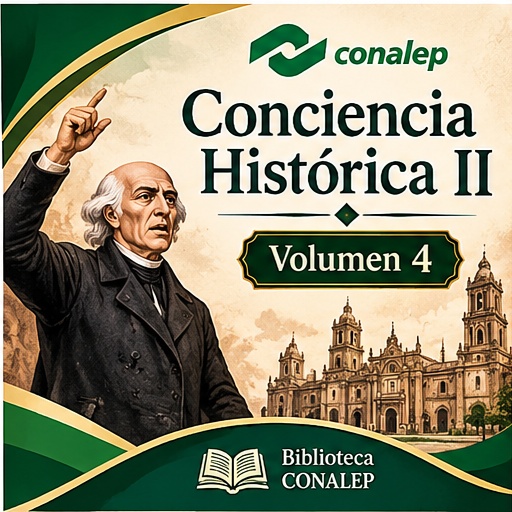 conalep
Conciencia
Histórica II
Volumen 4
Biblioteca
CONALEP